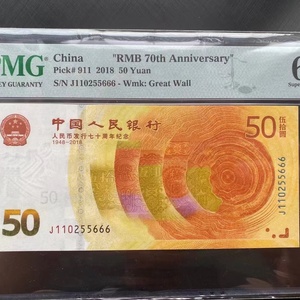 PMG
China "RMB 70th Anniversary"
Pick# 911 2018 50 Yuan
S/N J110255666 - Wmk: Great Wall
Y GUARANTEY
6
中国人民银行
人民币发行七十周年纪念
1948-2018
50
伍拾圆
50
J110255666
J110255666